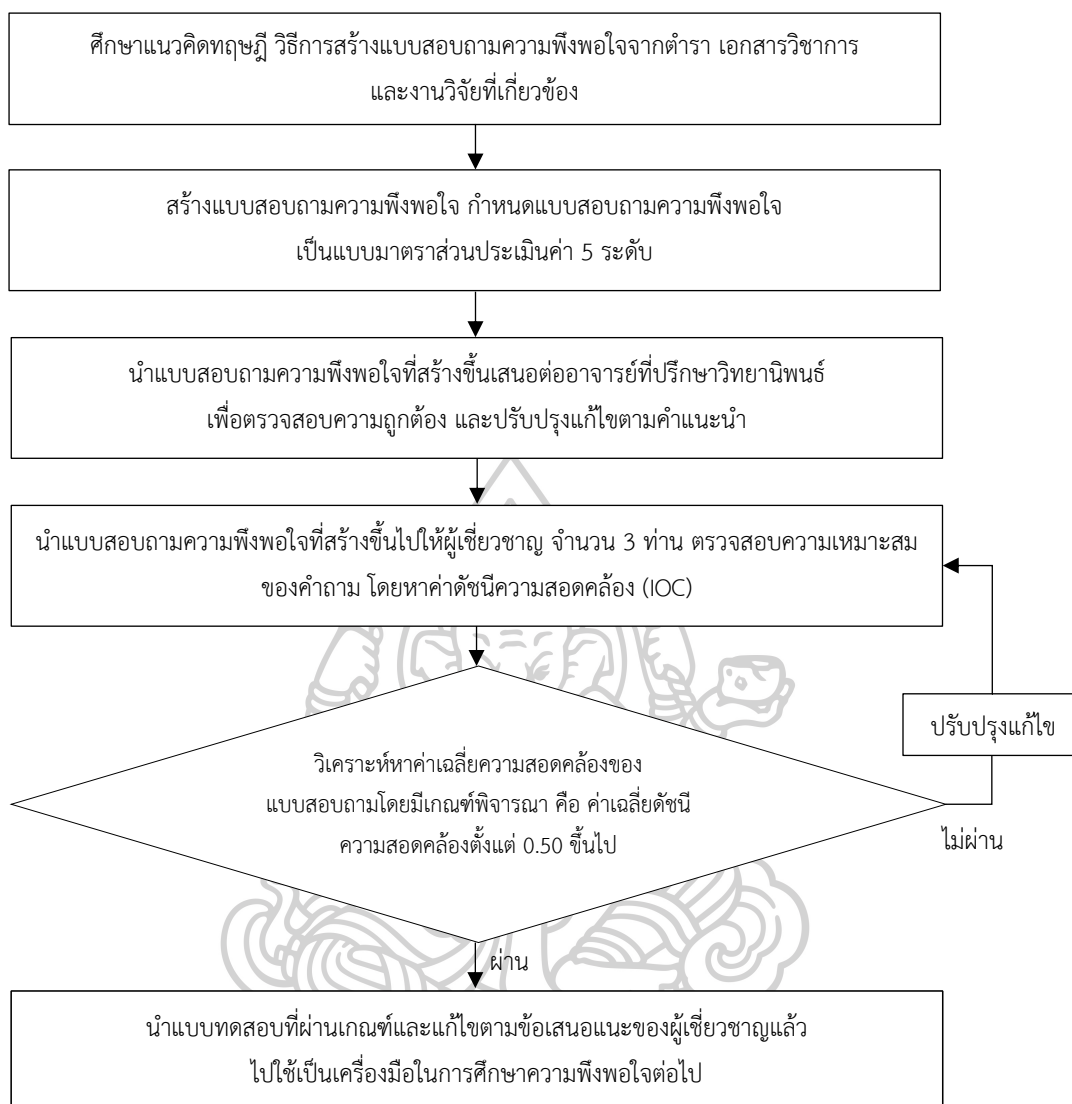 ศึกษาแนวคิดทฤษฎี วิธีการสร้างแบบสอบถามความพึงพอใจจากตำรา เอกสารวิชาการ
และงานวิจัยที่เกี่ยวข้อง
สร้างแบบสอบถามความพึงพอใจ กำหนดแบบสอบถามความพึงพอใจ
เป็นแบบมาตราส่วนประเมินค่า 5 ระดับ
นำแบบสอบถามความพึงพอใจที่สร้างขึ้นเสนอต่ออาจารย์ที่ปรึกษาวิทยานิพนธ์
เพื่อตรวจสอบความถูกต้อง และปรับปรุงแก้ไขตามคำแนะนำ
นำแบบสอบถามความพึงพอใจที่สร้างขึ้นไปให้ผู้เชี่ยวชาญ จำนวน 3 ท่าน ตรวจสอบความเหมาะสม
ของคำถาม โดยหาค่าดัชนีความสอดคล้อง (IOC)
ปรับปรุงแก้ไข
วิเคราะห์หาค่าเฉลี่ยความสอดคล้องของ
แบบสอบถามโดยมีเกณฑ์พิจารณา คือ ค่าเฉลี่ยดัชนี
ความสอดคล้องตั้งแต่ 0.50 ขึ้นไป
ไม่ผ่าน
ผ่าน
นำแบบทดสอบที่ผ่านเกณฑ์และแก้ไขตามข้อเสนอแนะของผู้เชี่ยวชาญแล้ว
ไปใช้เป็นเครื่องมือในการศึกษาความพึงพอใจต่อไป